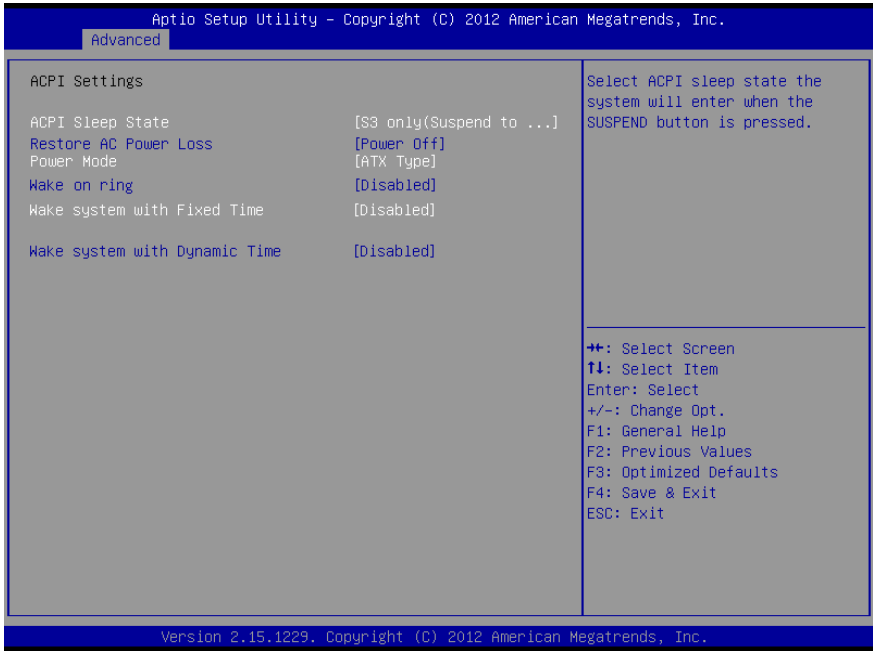 Aptio Setup Utility – Copyright (C) 2012 American Megatrends, Inc.
Advanced
ACPI Settings
ACPI Sleep State [S3 only(Suspend to ...]
Restore AC Power Loss [Power Off]
Power Mode [ATX Type]
Wake on ring [Disabled]
Wake system with Fixed Time [Disabled]
Wake system with Dynamic Time [Disabled]
Select ACPI sleep state the
system will enter when the
SUSPEND button is pressed.
→←: Select Screen
↑↓: Select Item
Enter: Select
+/-: Change Opt.
F1: General Help
F2: Previous Values
F3: Optimized Defaults
F4: Save & Exit
ESC: Exit
Version 2.15.1229. Copyright (C) 2012 American Megatrends, Inc.